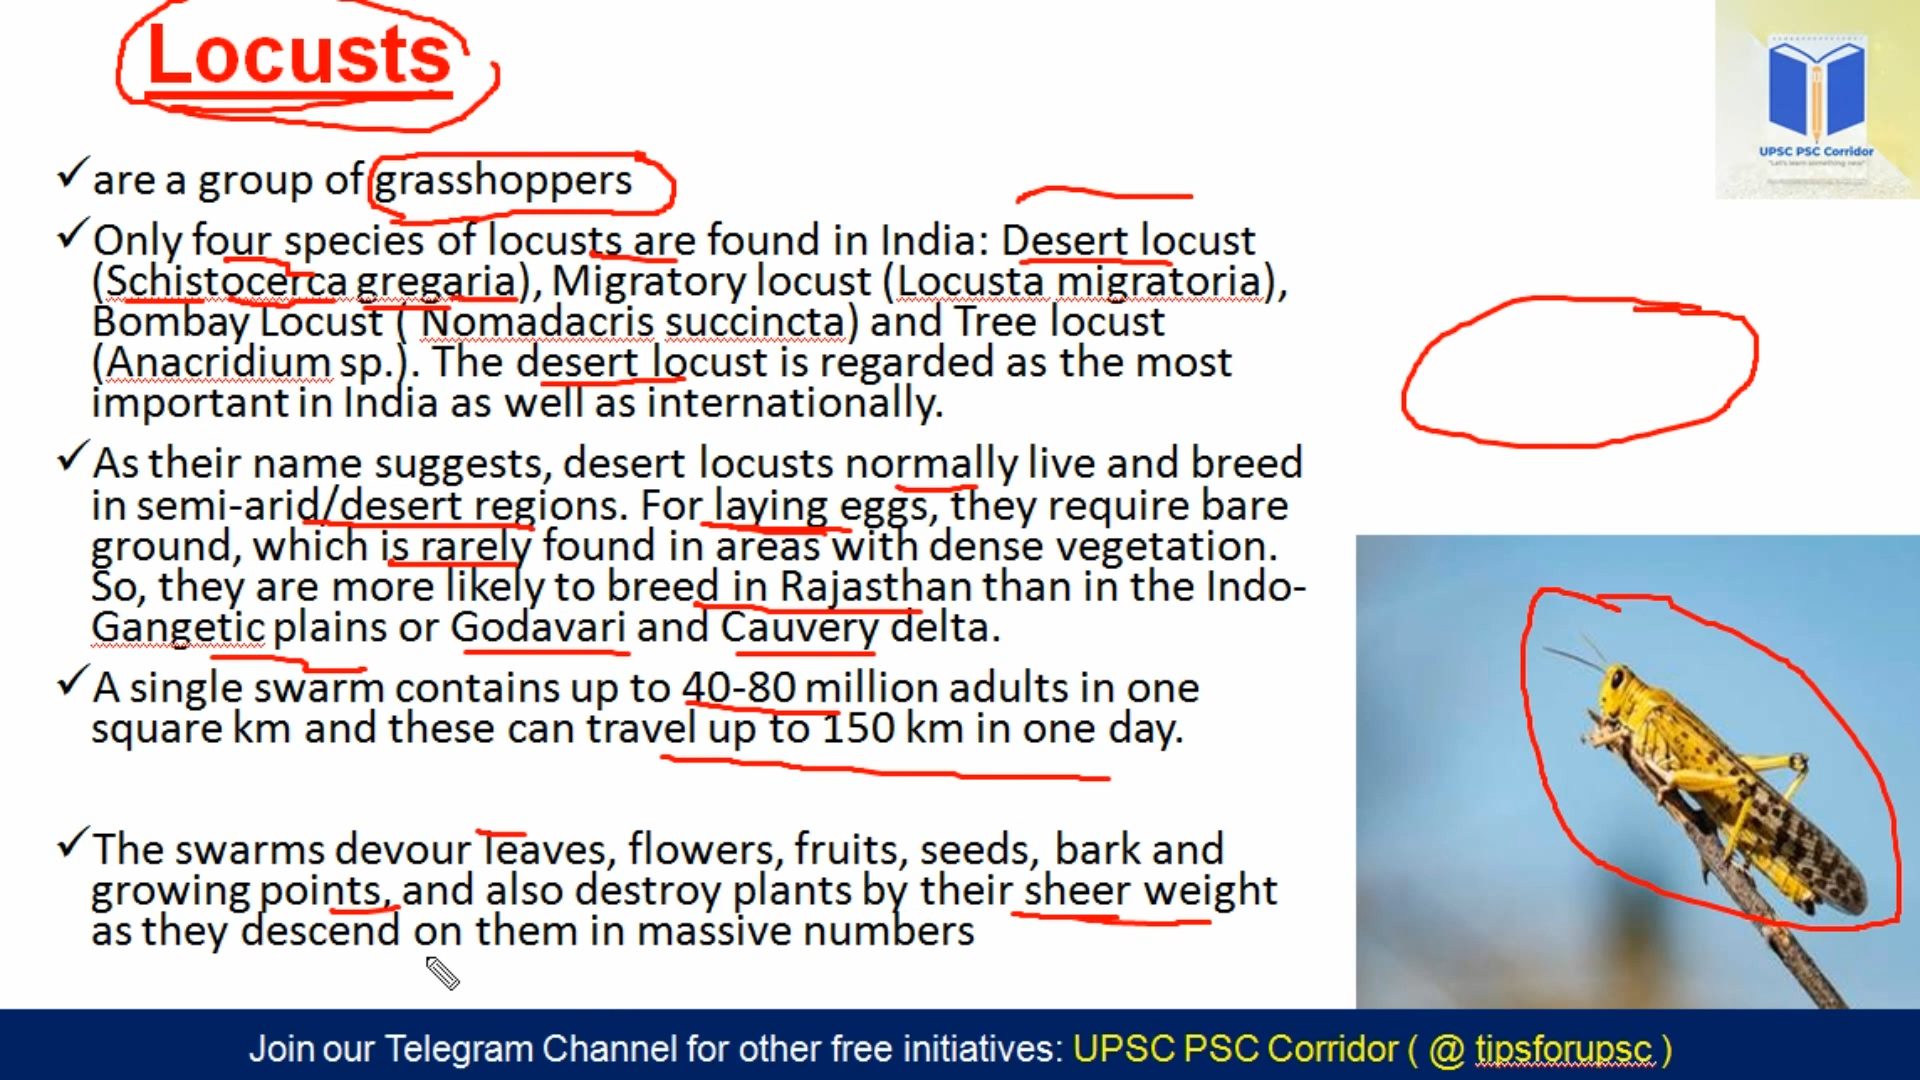 Locusts
UPSC PSC Corridor
"Let's learn something new"
✓are a group of grasshoppers
✓Only four species of locusts are found in India: Desert locust
(Schistocerca gregaria), Migratory locust (Locusta migratoria),
Bombay Locust ( Nomadacris succincta) and Tree locust
(Anacridium sp.). The desert locust is regarded as the most
important in India as well as internationally.
✓As their name suggests, desert locusts normally live and breed
in semi-arid/desert regions. For laying eggs, they require bare
ground, which is rarely found in areas with dense vegetation.
So, they are more likely to breed in Rajasthan than in the Indo-
Gangetic plains or Godavari and Cauvery delta.
✓A single swarm contains up to 40-80 million adults in one
square km and these can travel up to 150 km in one day.
✓The swarms devour leaves, flowers, fruits, seeds, bark and
growing points, and also destroy plants by their sheer weight
as they descend on them in massive numbers
Join our Telegram Channel for other free initiatives: UPSC PSC Corridor ( @ tipsforupsc )